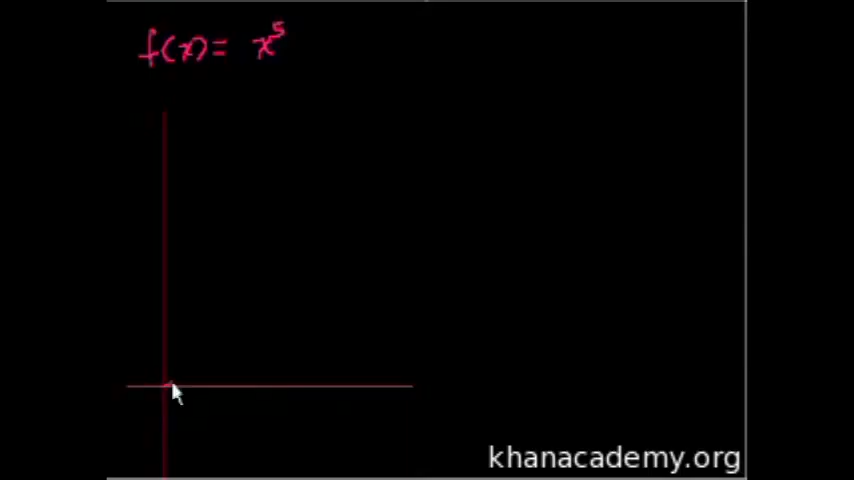 f(x) = x⁵
khanacademy.org